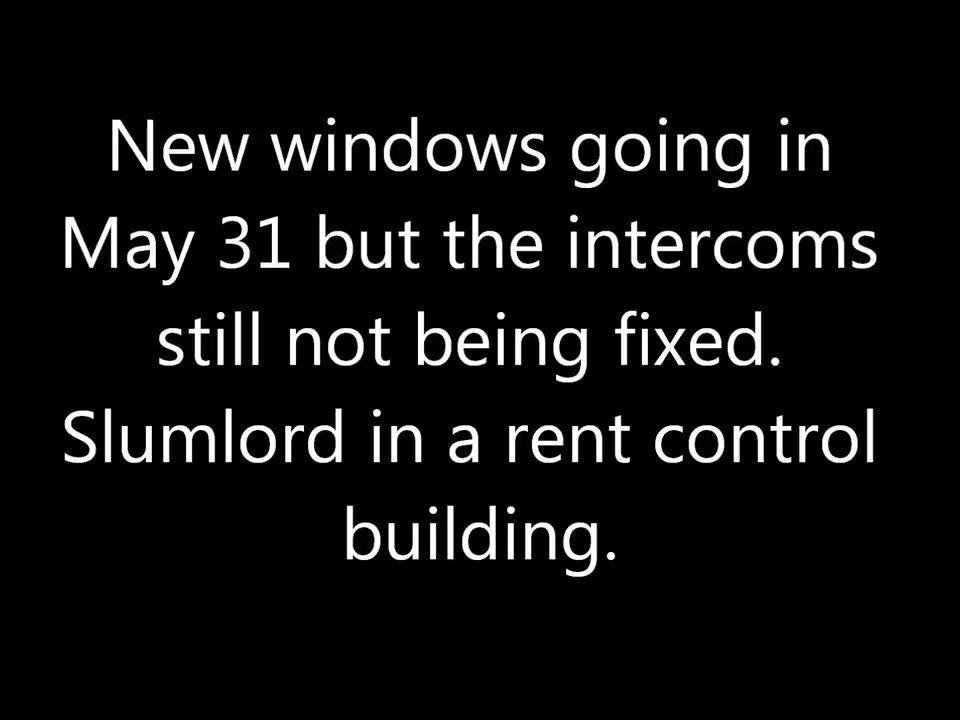 New windows going in
May 31 but the intercoms
still not being fixed.
Slumlord in a rent control
building.